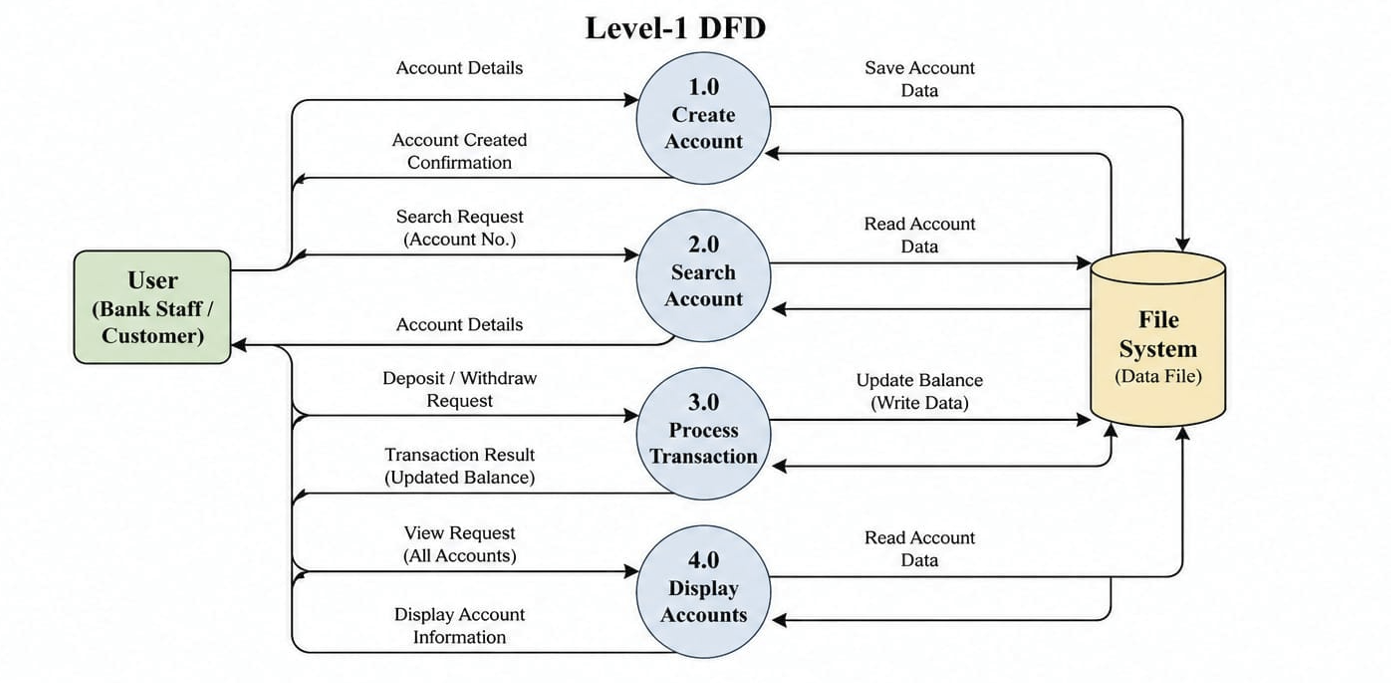 Level-1 DFD
Account Details
1.0
Create
Account
Save Account
Data
Account Created
Confirmation
Search Request
(Account No.)
2.0
Search
Account
Read Account
Data
User
(Bank Staff /
Customer)
Account Details
File
System
(Data File)
Deposit / Withdraw
Request
3.0
Process
Transaction
Update Balance
(Write Data)
Transaction Result
(Updated Balance)
View Request
(All Accounts)
4.0
Display
Accounts
Read Account
Data
Display Account
Information